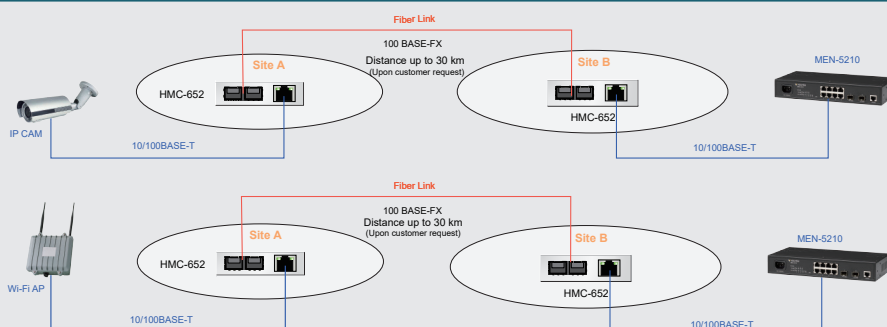 Fiber Link
100 BASE-FX
Distance up to 30 km
(Upon customer request)
Site A
Site B
MEN-5210
HMC-652
HMC-652
IP CAM
10/100BASE-T
10/100BASE-T
Fiber Link
100 BASE-FX
Distance up to 30 km
(Upon customer request)
Site A
Site B
MEN-5210
HMC-652
HMC-652
Wi-Fi AP
10/100BASE-T
10/100BASE-T